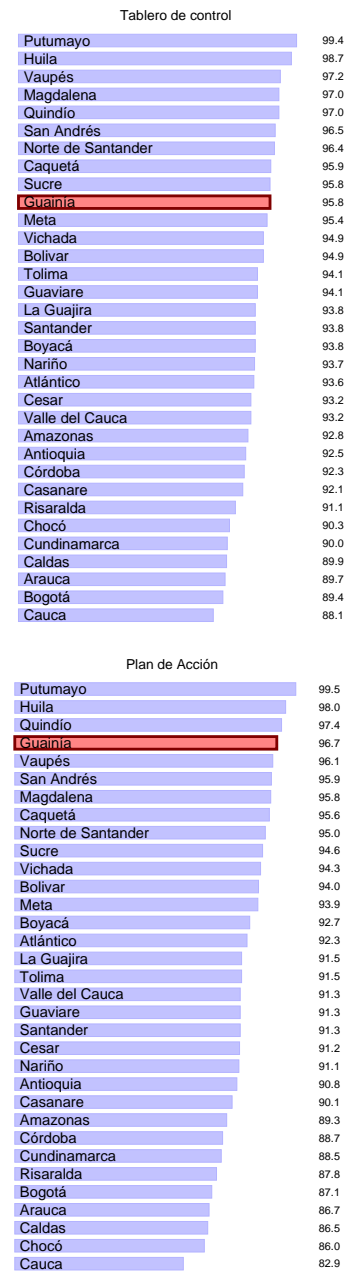 Tablero de control
Putumayo 99.4
Huila 98.7
Vaupés 97.2
Magdalena 97.0
Quindío 97.0
San Andrés 96.5
Norte de Santander 96.4
Caquetá 95.9
Sucre 95.8
Guainía 95.8
Meta 95.4
Vichada 94.9
Bolivar 94.9
Tolima 94.1
Guaviare 94.1
La Guajira 93.8
Santander 93.8
Boyacá 93.8
Nariño 93.7
Atlántico 93.6
Cesar 93.2
Valle del Cauca 93.2
Amazonas 92.8
Antioquia 92.5
Córdoba 92.3
Casanare 92.1
Risaralda 91.1
Chocó 90.3
Cundinamarca 90.0
Caldas 89.9
Arauca 89.7
Bogotá 89.4
Cauca 88.1
Plan de Acción
Putumayo 99.5
Huila 98.0
Quindío 97.4
Guainía 96.7
Vaupés 96.1
San Andrés 95.9
Magdalena 95.8
Caquetá 95.6
Norte de Santander 95.0
Sucre 94.6
Vichada 94.3
Bolivar 94.0
Meta 93.9
Boyacá 92.7
Atlántico 92.3
La Guajira 91.5
Tolima 91.5
Valle del Cauca 91.3
Guaviare 91.3
Santander 91.3
Cesar 91.2
Nariño 91.1
Antioquia 90.8
Casanare 90.1
Amazonas 89.3
Córdoba 88.7
Cundinamarca 88.5
Risaralda 87.8
Bogotá 87.1
Arauca 86.7
Caldas 86.5
Chocó 86.0
Cauca 82.9